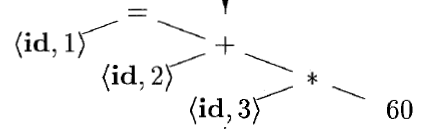 =
⟨id, 1⟩
+
⟨id, 2⟩
*
⟨id, 3⟩
60